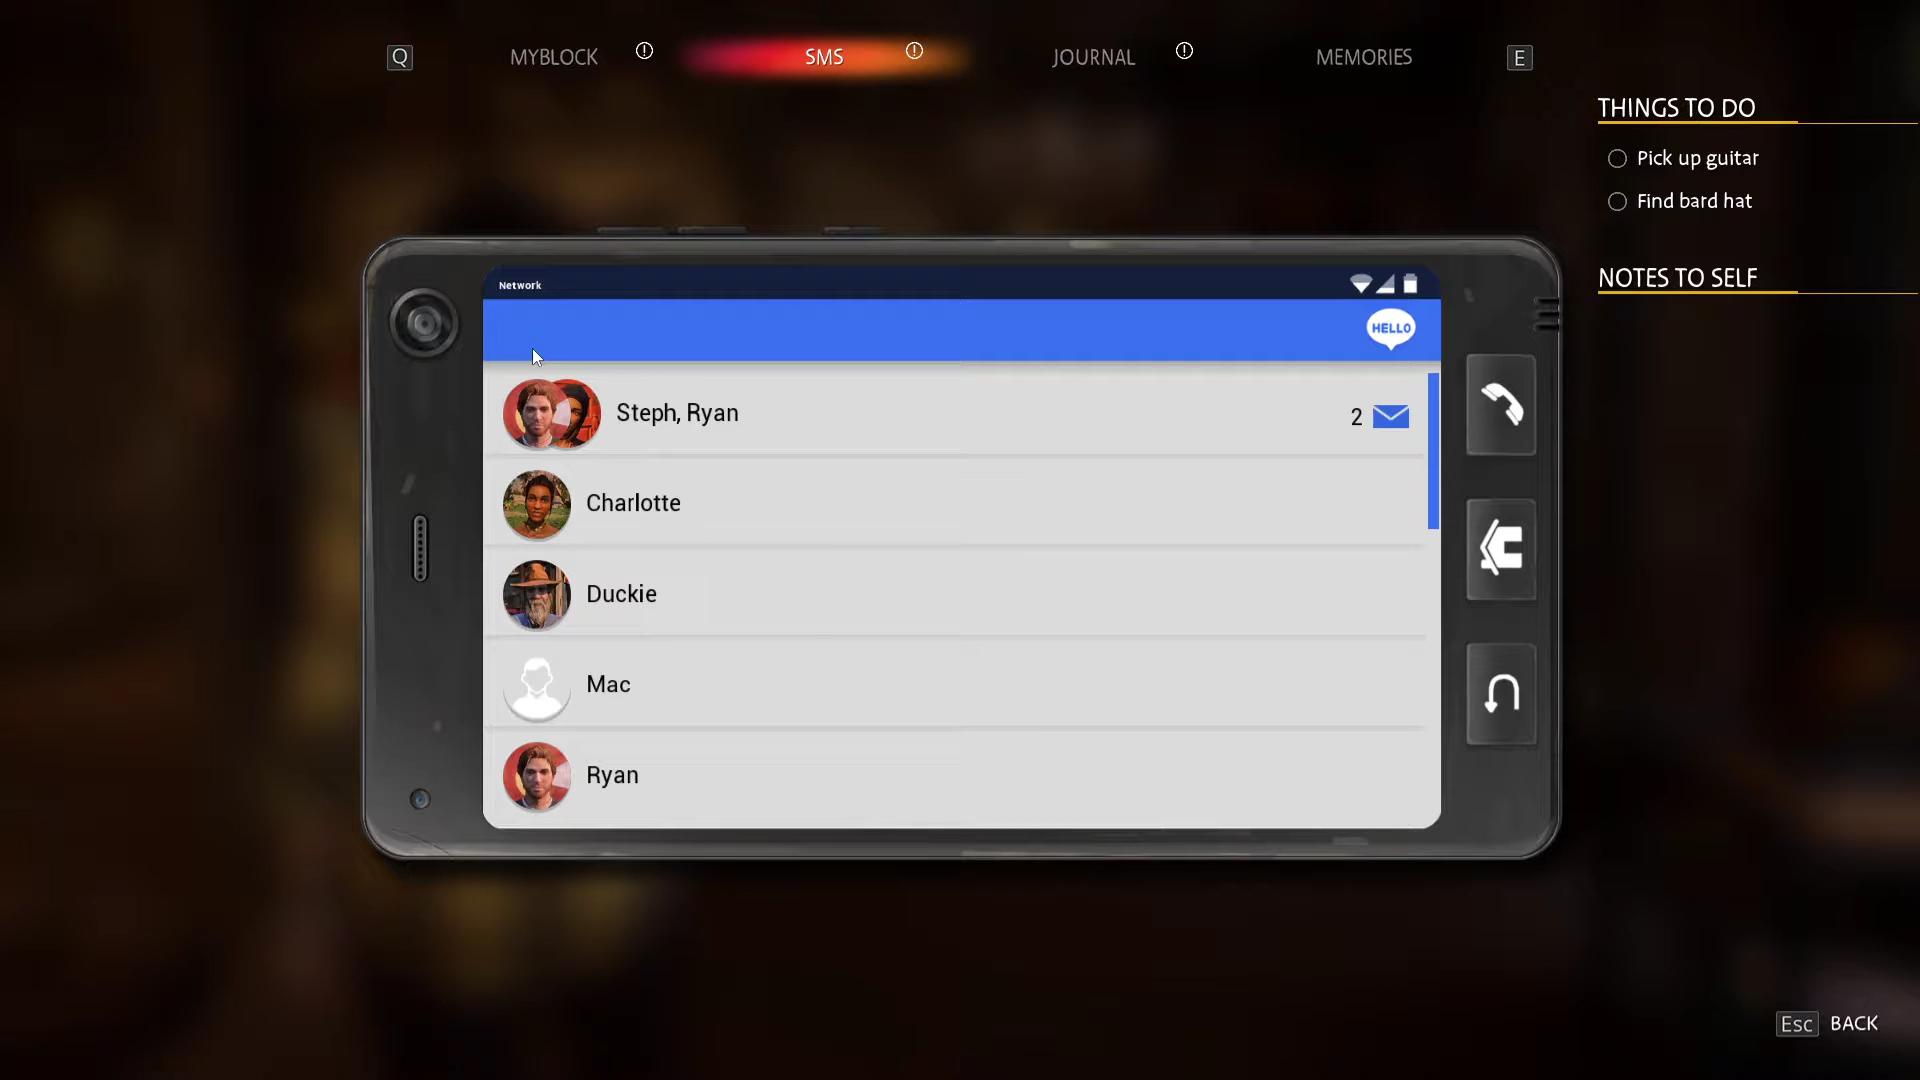 Q MYBLOCK ! SMS ! JOURNAL ! MEMORIES E
THINGS TO DO
Pick up guitar
Find bard hat
NOTES TO SELF
Network
HELLO
Steph, Ryan 2
Charlotte
Duckie
Mac
Ryan
Esc BACK